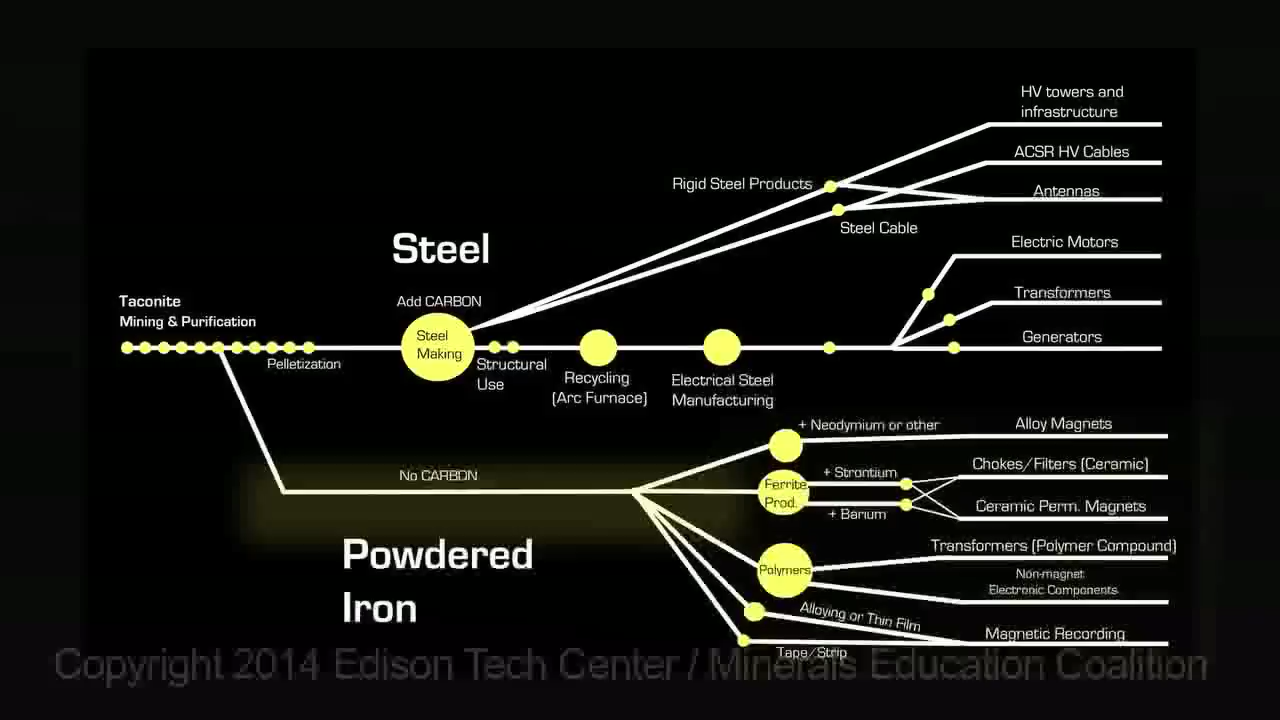 HV towers and
infrastructure
ACSR HV Cables
Rigid Steel Products
Antennas
Steel Cable
Steel
Electric Motors
Taconite
Mining & Purification
Add CARBON
Transformers
Steel
Making
Generators
Pelletization
Structural
Use
Recycling
(Arc Furnace)
Electrical Steel
Manufacturing
+ Neodymium or other
Alloy Magnets
No CARBON
Ferrite
Prod.
+ Strontium
Chokes/Filters (Ceramic)
+ Barium
Ceramic Perm. Magnets
Powdered
Iron
Polymers
Transformers (Polymer Compound)
Non-magnet
Electronic Components
Alloying or Thin Film
Magnetic Recording
Tape/Strip
Copyright 2014 Edison Tech Center / Minerals Education Coalition